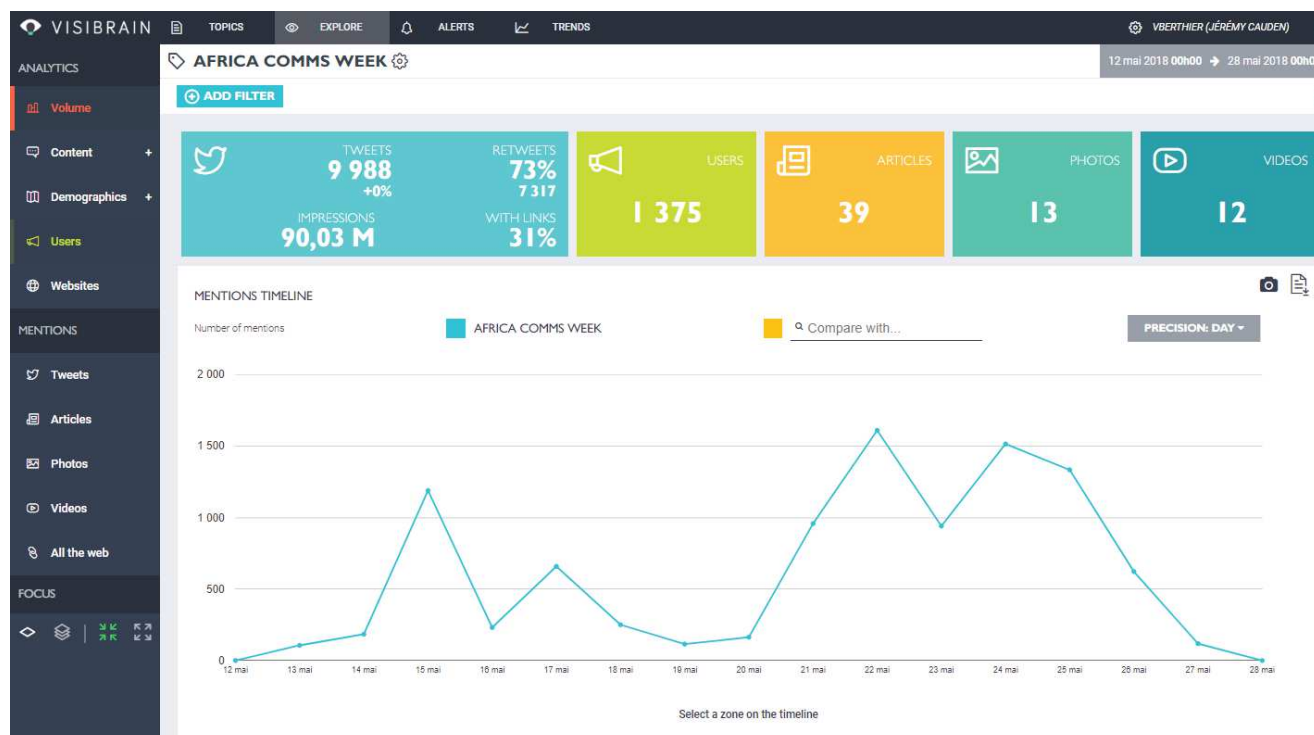 VISIBRAIN TOPICS EXPLORE ALERTS TRENDS VBERTHIER (JÉRÉMY CAUDEN)
ANALYTICS
Volume
Content +
Demographics +
Users
Websites
MENTIONS
Tweets
Articles
Photos
Videos
All the web
FOCUS
AFRICA COMMS WEEK
12 mai 2018 00h00 → 28 mai 2018
ADD FILTER
TWEETS
9 988
+0%
RETWEETS
73%
7 317
IMPRESSIONS
90,03 M
WITH LINKS
31%
USERS
1 375
ARTICLES
39
PHOTOS
13
VIDEOS
12
MENTIONS TIMELINE
Number of mentions AFRICA COMMS WEEK Compare with... PRECISION: DAY
2 000
1 500
1 000
500
0
12 mai 13 mai 14 mai 15 mai 16 mai 17 mai 18 mai 19 mai 20 mai 21 mai 22 mai 23 mai 24 mai 25 mai 26 mai 27 mai 28 mai
Select a zone on the timeline